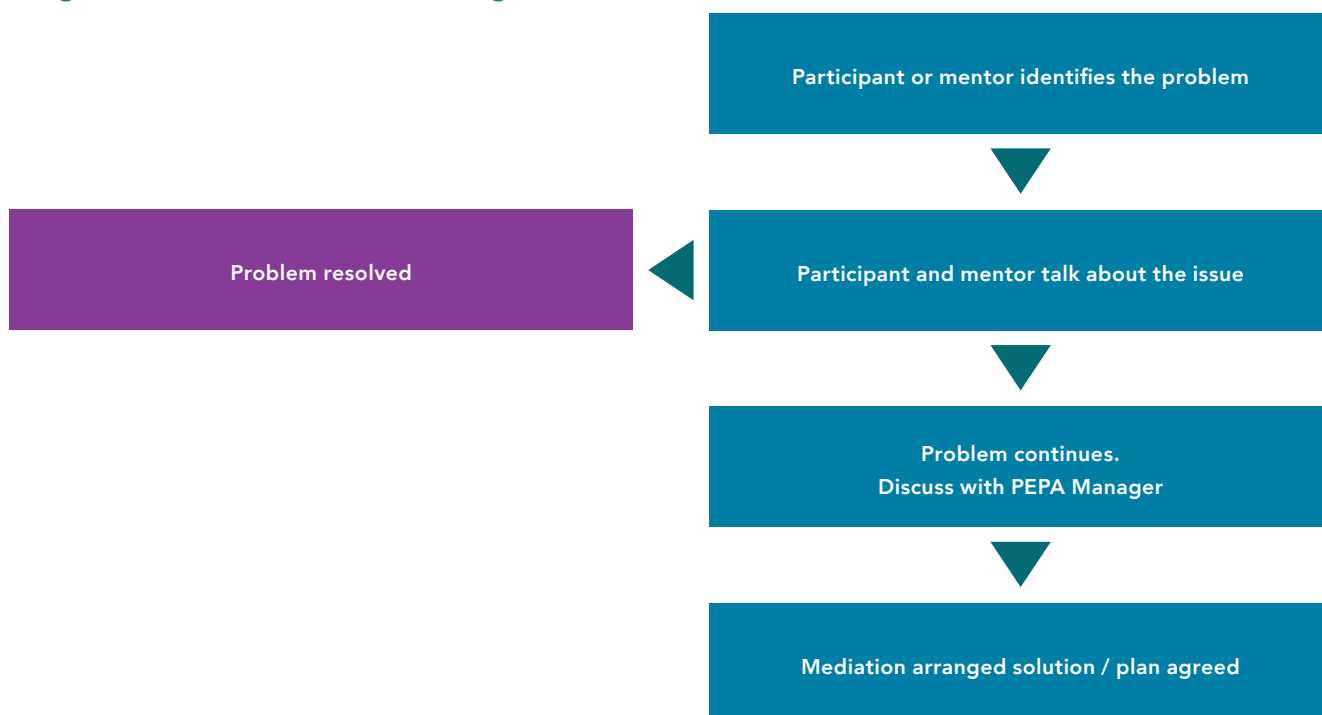 Participant or mentor identifies the problem
Problem resolved
Participant and mentor talk about the issue
Problem continues.
Discuss with PEPA Manager
Mediation arranged solution / plan agreed